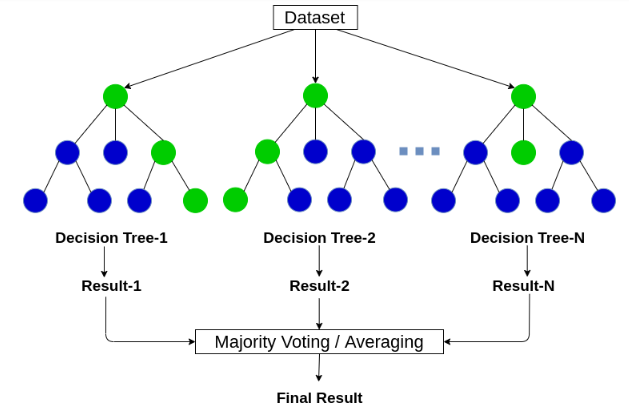 Dataset
Decision Tree-1
Decision Tree-2
Decision Tree-N
Result-1
Result-2
Result-N
Majority Voting / Averaging
Final Result